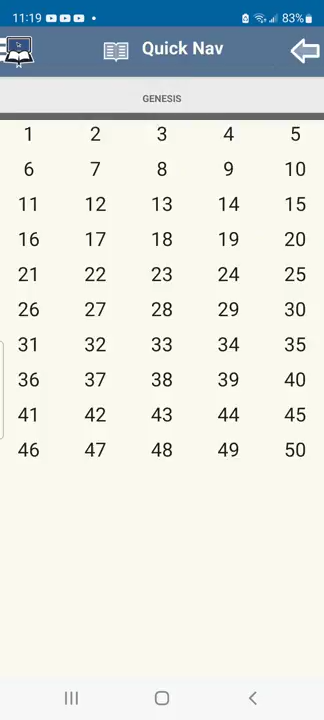 11:19
83%
Quick Nav
GENESIS
1 2 3 4 5
6 7 8 9 10
11 12 13 14 15
16 17 18 19 20
21 22 23 24 25
26 27 28 29 30
31 32 33 34 35
36 37 38 39 40
41 42 43 44 45
46 47 48 49 50